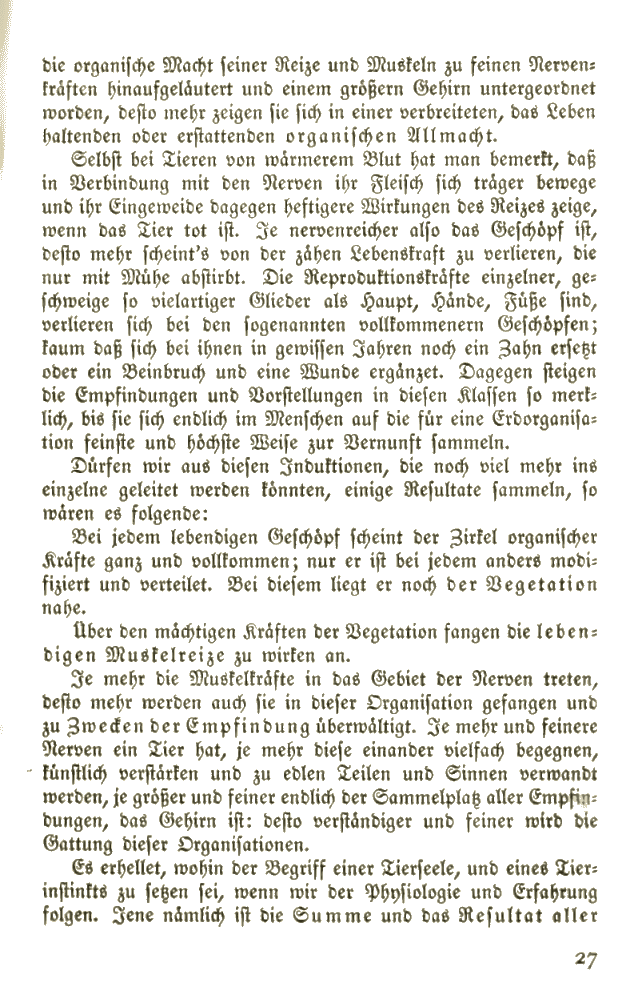 die organische Macht seiner Reize und Muskeln zu feinen Nerven-
kräften hinaufgeläutert und einem größern Gehirn untergeordnet
worden, desto mehr zeigen sie sich in einer verbreiteten, das Leben
haltenden oder erstattenden organischen Allmacht.
Selbst bei Tieren von wärmerem Blut hat man bemerkt, daß
in Verbindung mit den Nerven ihr Fleisch sich träger bewege
und ihr Eingeweide dagegen heftigere Wirkungen des Reizes zeige,
wenn das Tier tot ist. Je nervenreicher also das Geschöpf ist,
desto mehr scheint's von der zähen Lebenskraft zu verlieren, die
nur mit Mühe abstirbt. Die Reproduktionskräfte einzelner, ge-
schweige so vielartiger Glieder als Haupt, Hände, Füße sind,
verlieren sich bei den sogenannten vollkommenern Geschöpfen;
kaum daß sich bei ihnen in gewissen Jahren noch ein Zahn ersetzt
oder ein Beinbruch und eine Wunde ergänzet. Dagegen steigen
die Empfindungen und Vorstellungen in diesen Klassen so merk-
lich, bis sie sich endlich im Menschen auf die für eine Erdorganisa-
tion feinste und höchste Weise zur Vernunft sammeln.
Dürfen wir aus diesen Induktionen, die noch viel mehr ins
einzelne geleitet werden könnten, einige Resultate sammeln, so
wären es folgende:
Bei jedem lebendigen Geschöpf scheint der Zirkel organischer
Kräfte ganz und vollkommen; nur er ist bei jedem anders modi-
fiziert und verteilet. Bei diesem liegt er noch der Vegetation
nahe.
Über den mächtigen Kräften der Vegetation fangen die leben-
digen Muskelreize zu wirken an.
Je mehr die Muskelkräfte in das Gebiet der Nerven treten,
desto mehr werden auch sie in dieser Organisation gefangen und
zu Zwecken der Empfindung überwältigt. Je mehr und feinere
Nerven ein Tier hat, je mehr diese einander vielfach begegnen,
künstlich verstärken und zu edlen Teilen und Sinnen verwandt
werden, je größer und feiner endlich der Sammelplatz aller Empfin-
dungen, das Gehirn ist: desto verständiger und feiner wird die
Gattung dieser Organisationen.
Es erhellet, wohin der Begriff einer Tierseele, und eines Tier-
instinkts zu setzen sei, wenn wir der Physiologie und Erfahrung
folgen. Jene nämlich ist die Summe und das Resultat aller
27